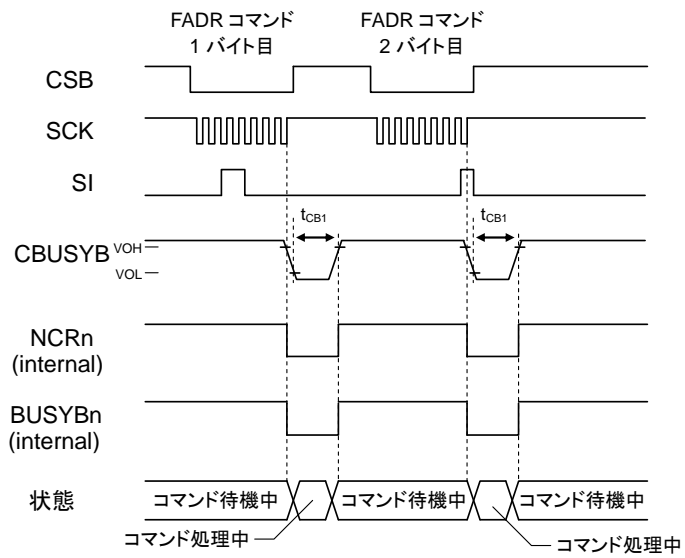 FADR コマンド
1 バイト目
FADR コマンド
2 バイト目
CSB
SCK
SI
tCB1
tCB1
CBUSYB
VOH
VOL
NCRn
(internal)
BUSYBn
(internal)
状態
コマンド待機中
コマンド待機中
コマンド待機中
コマンド処理中
コマンド処理中